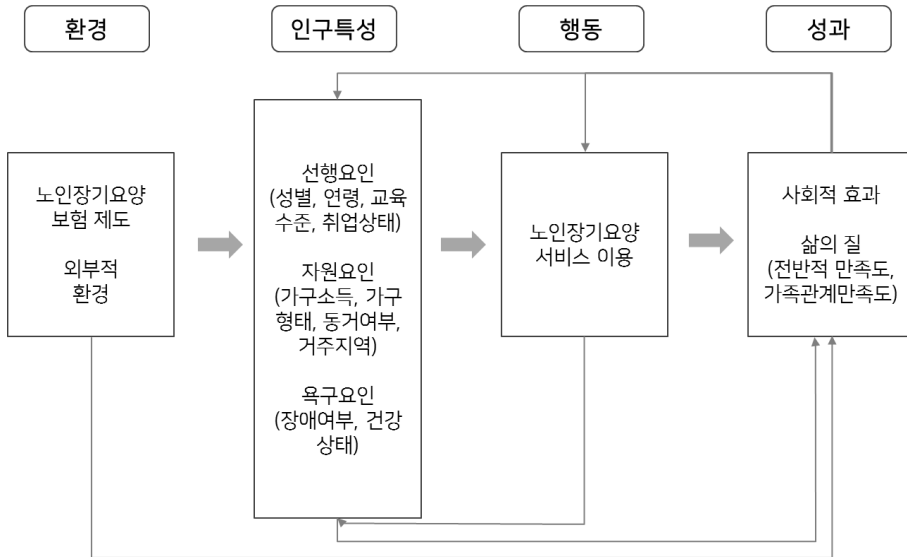 환경
인구특성
행동
성과
노인장기요양
보험 제도
외부적
환경
선행요인
(성별, 연령, 교육
수준, 취업상태)
자원요인
(가구소득, 가구
형태, 동거여부,
거주지역)
욕구요인
(장애여부, 건강
상태)
노인장기요양
서비스 이용
사회적 효과
삶의 질
(전반적 만족도,
가족관계만족도)